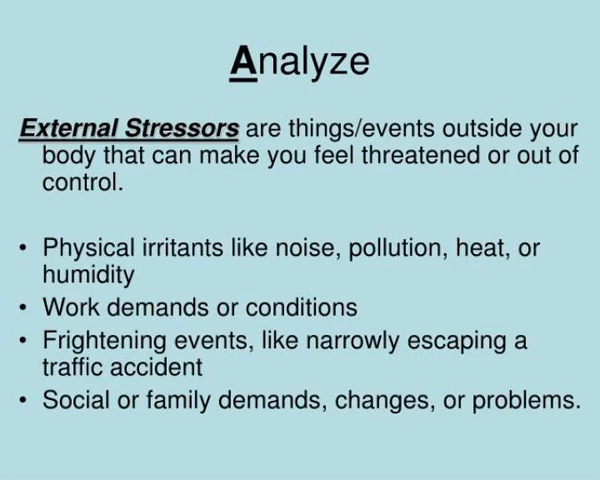 Analyze
External Stressors are things/events outside your
body that can make you feel threatened or out of
control.
• Physical irritants like noise, pollution, heat, or
humidity
• Work demands or conditions
• Frightening events, like narrowly escaping a
traffic accident
• Social or family demands, changes, or problems.